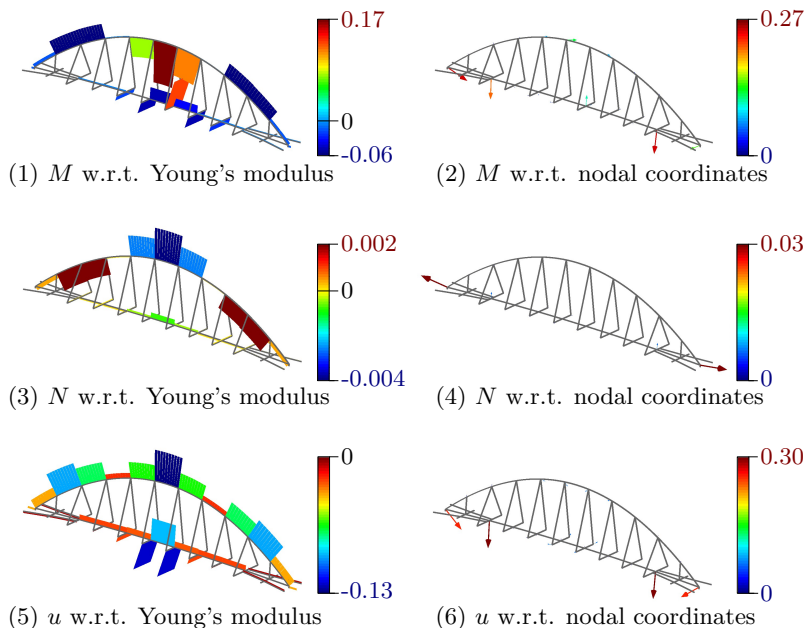 0.17
0
-0.06
(1) M w.r.t. Young's modulus
0.27
0
(2) M w.r.t. nodal coordinates
0.002
0
-0.004
(3) N w.r.t. Young's modulus
0.03
0
(4) N w.r.t. nodal coordinates
0
-0.13
(5) u w.r.t. Young's modulus
0.30
0
(6) u w.r.t. nodal coordinates